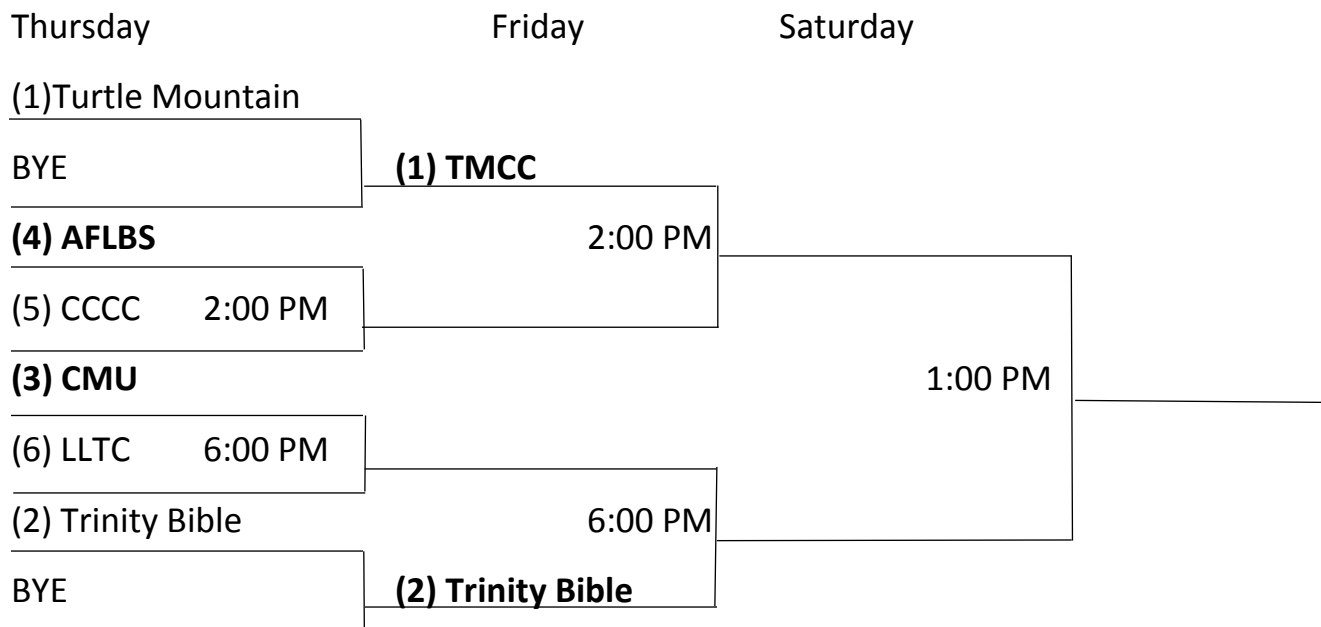 Thursday Friday Saturday
(1)Turtle Mountain
BYE (1) TMCC
(4) AFLBS 2:00 PM
(5) CCCC 2:00 PM
(3) CMU 1:00 PM
(6) LLTC 6:00 PM
(2) Trinity Bible 6:00 PM
BYE (2) Trinity Bible